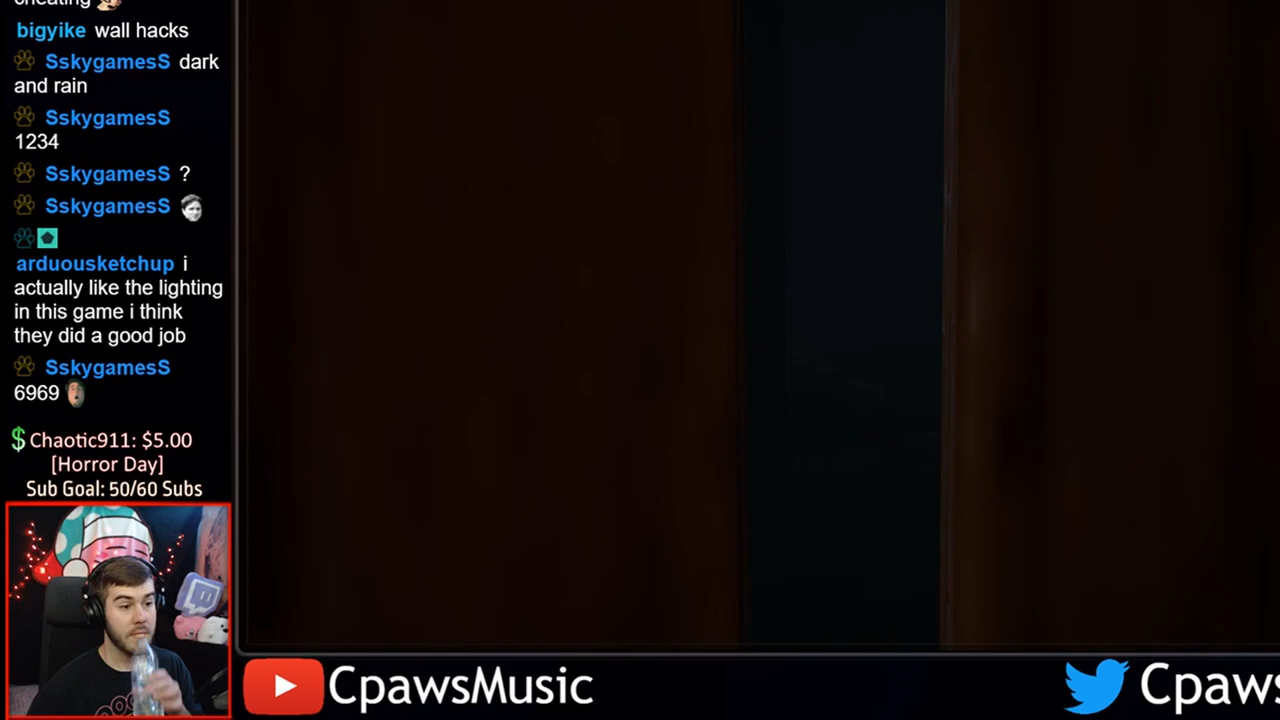 cheating
bigyike wall hacks
SskygamesS dark
and rain
SskygamesS
1234
SskygamesS ?
SskygamesS
arduousketchup i
actually like the lighting
in this game i think
they did a good job
SskygamesS
6969
$ Chaotic911: $5.00
[Horror Day]
Sub Goal: 50/60 Subs
CpawsMusic
Cpaws